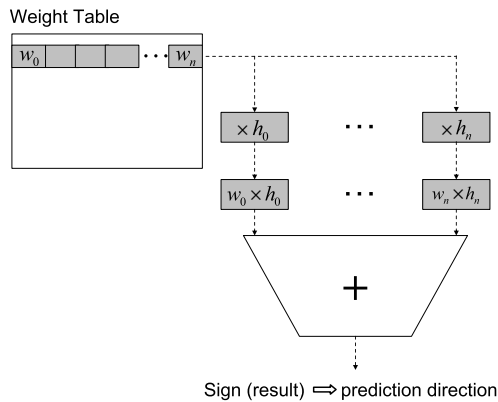 Weight Table
w₀ ··· wₙ
×h₀ ··· ×hₙ
w₀×h₀ ··· wₙ×hₙ
+
Sign (result) ⇨ prediction direction